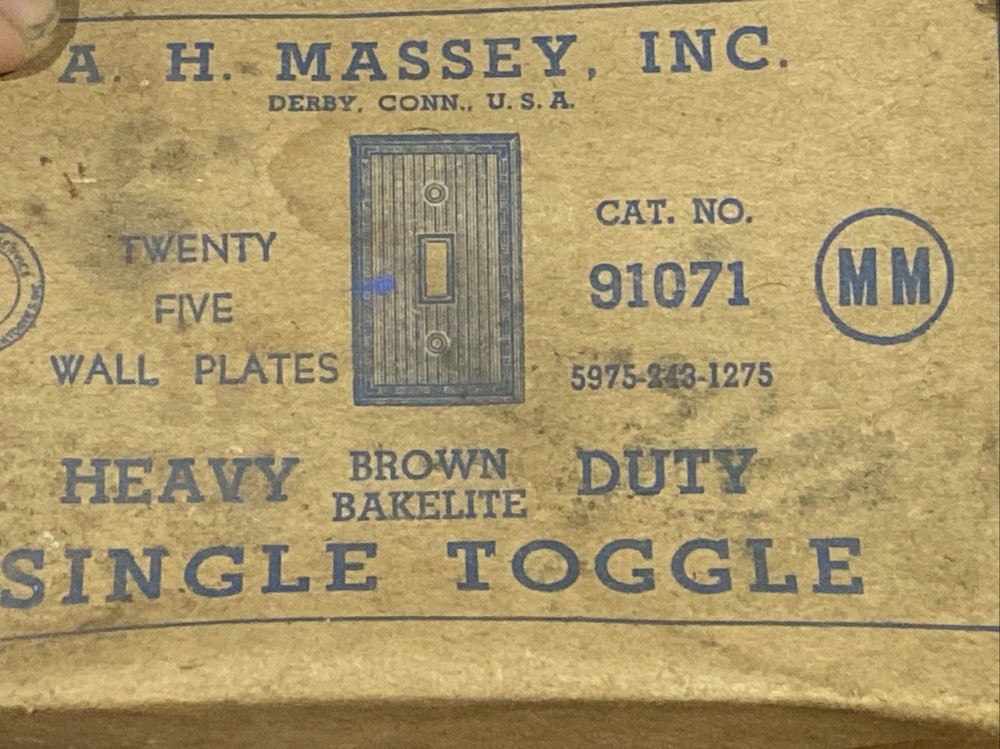 A. H. MASSEY, INC.
DERBY, CONN., U. S. A.
TWENTY
FIVE
WALL PLATES
CAT. NO.
91071
5975-243-1275
MM
HEAVY BROWN BAKELITE DUTY
SINGLE TOGGLE